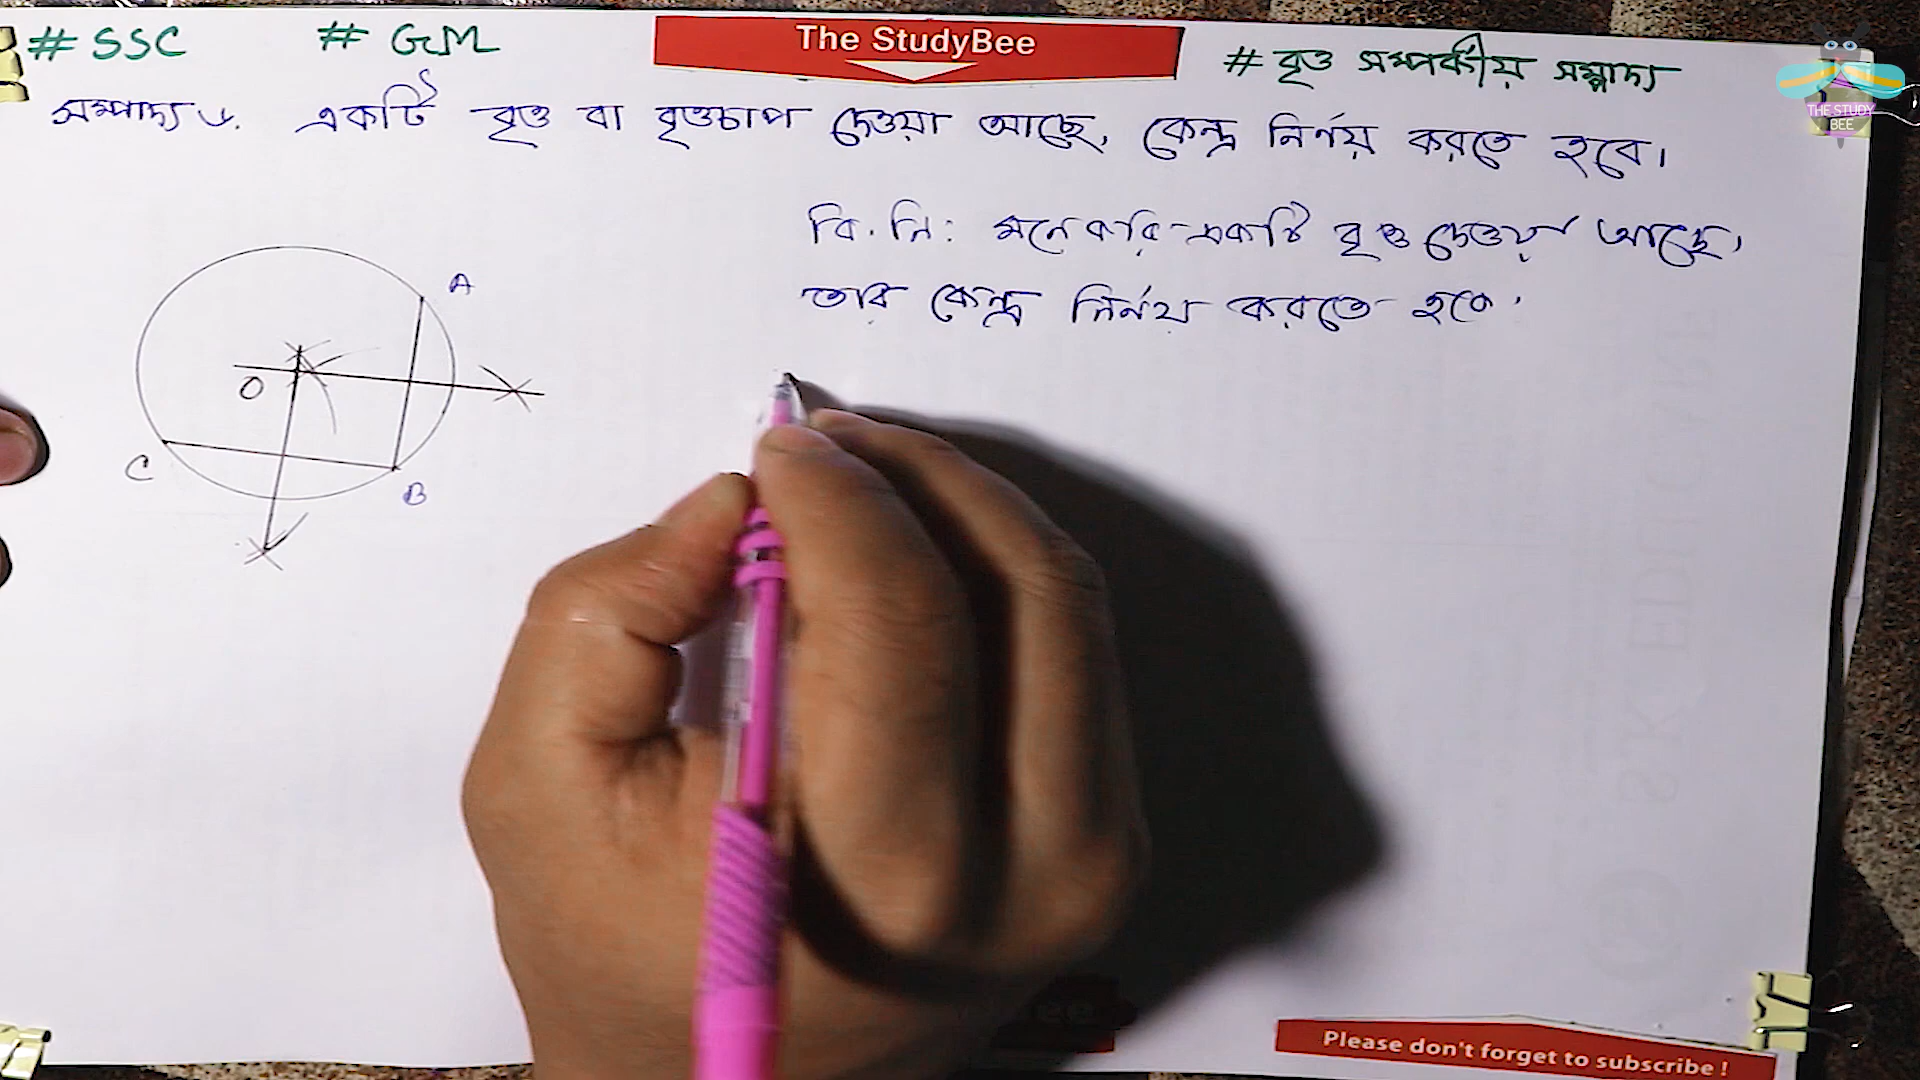 # SSC # GM The StudyBee # বৃত্ত সম্পর্কীয় সম্পাদ্য
THE STUDY BEE
সম্পাদ্য ৬. একটি বৃত্ত বা বৃত্তচাপ দেওয়া আছে, কেন্দ্র নির্ণয় করতে হবে।
বি. নি: মনেকরি একটি বৃত্ত দেওয়া আছে,
তার কেন্দ্র নির্নয় করতে হবে
A
O
C
B
Please don't forget to subscribe !